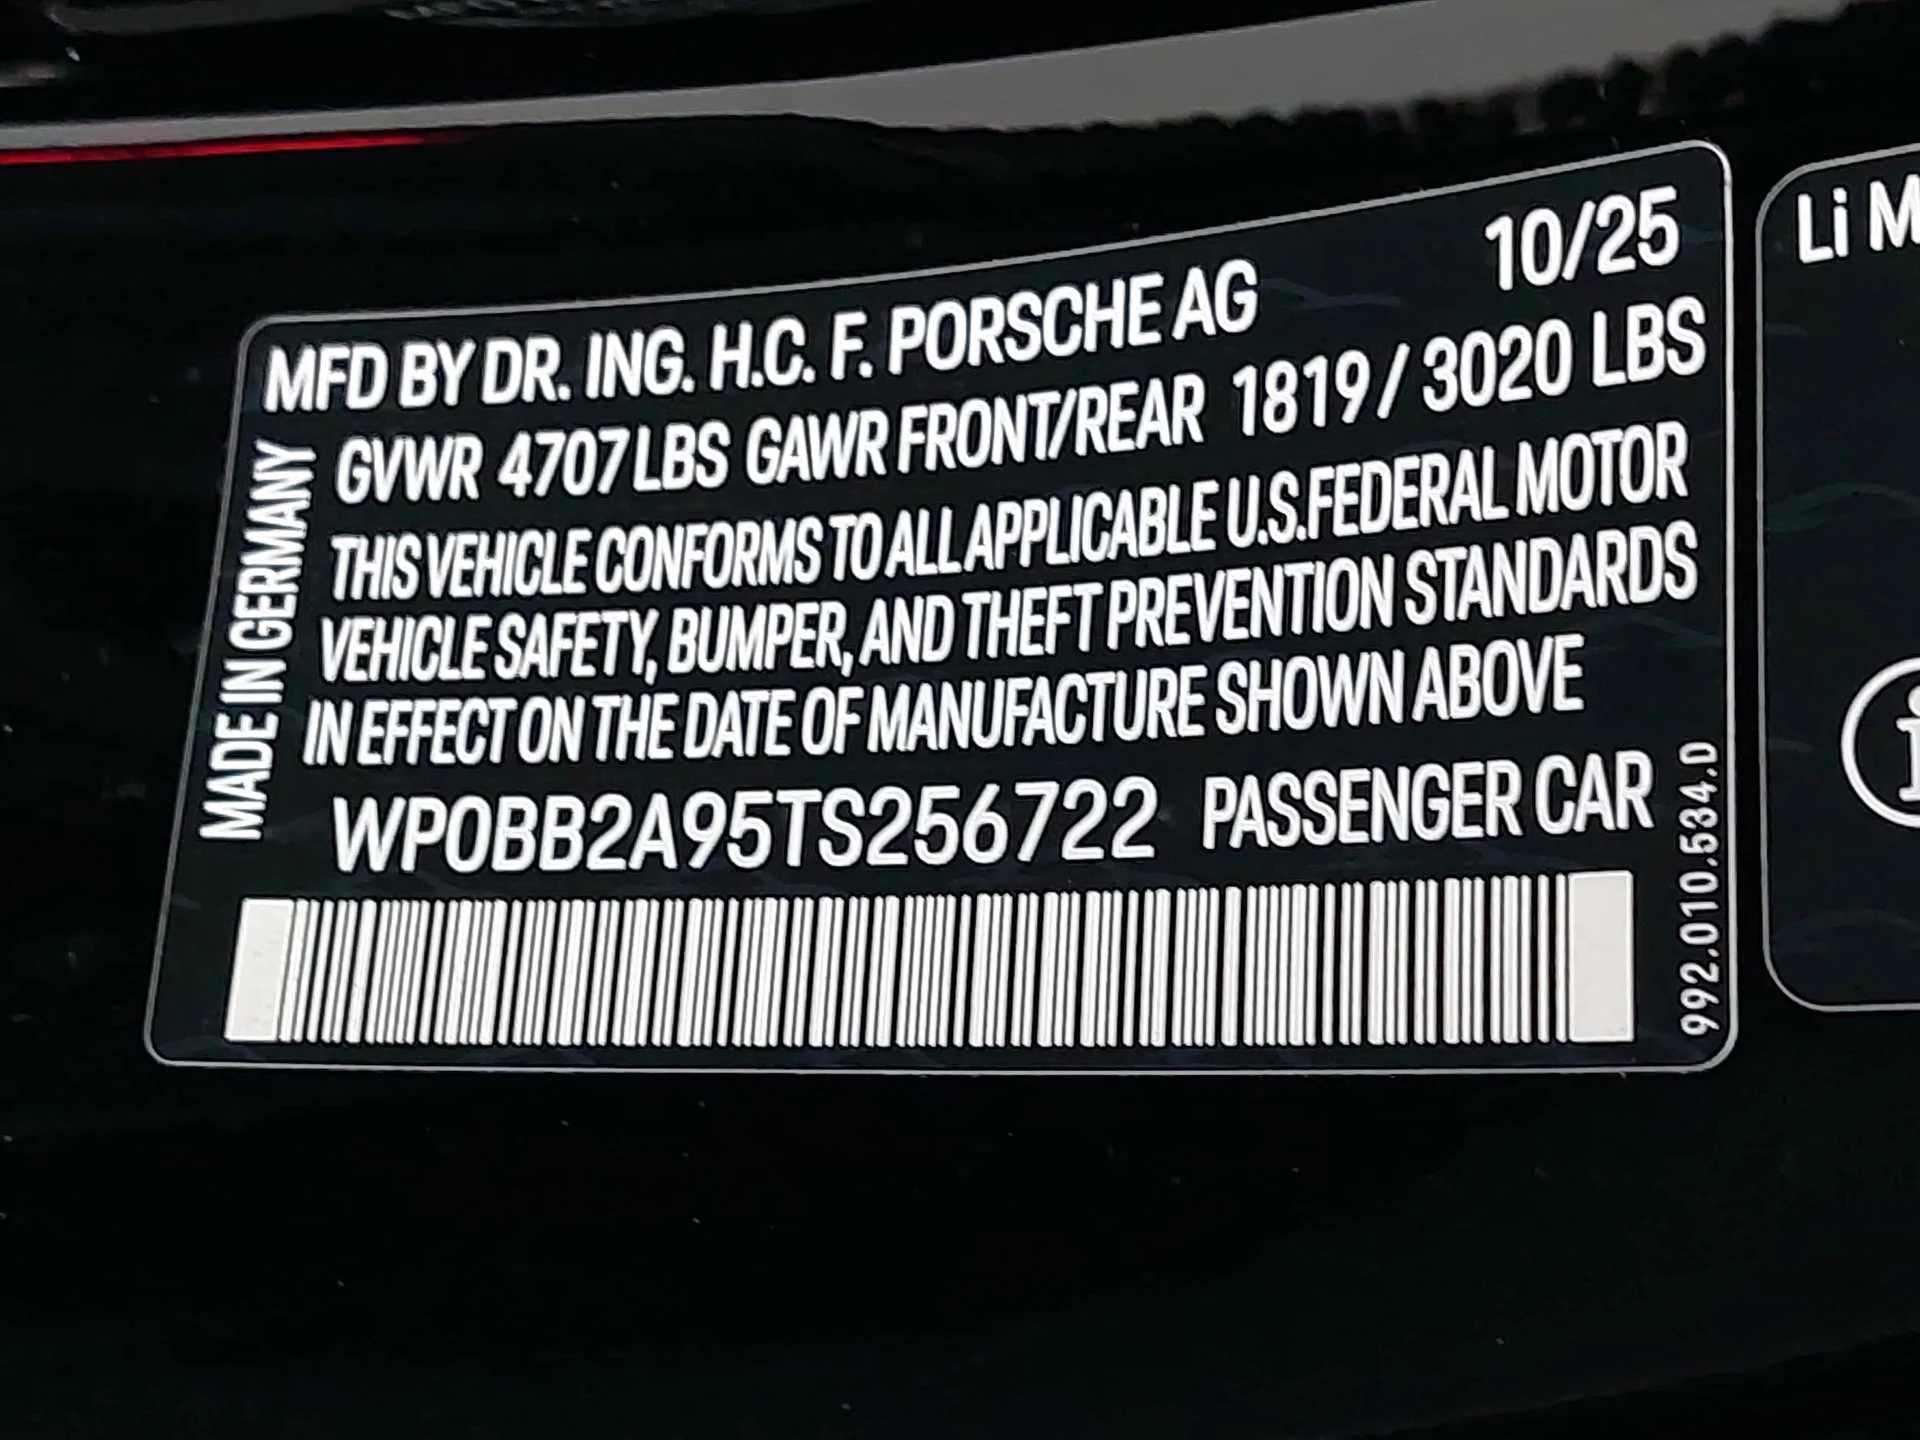 10/25
MFD BY DR. ING. H.C. F. PORSCHE AG
GVWR 4707 LBS GAWR FRONT/REAR 1819 / 3020 LBS
THIS VEHICLE CONFORMS TO ALL APPLICABLE U.S.FEDERAL MOTOR
VEHICLE SAFETY, BUMPER, AND THEFT PREVENTION STANDARDS
IN EFFECT ON THE DATE OF MANUFACTURE SHOWN ABOVE
WP0BB2A95TS256722 PASSENGER CAR
MADE IN GERMANY
992.010.534.D
Li M
i